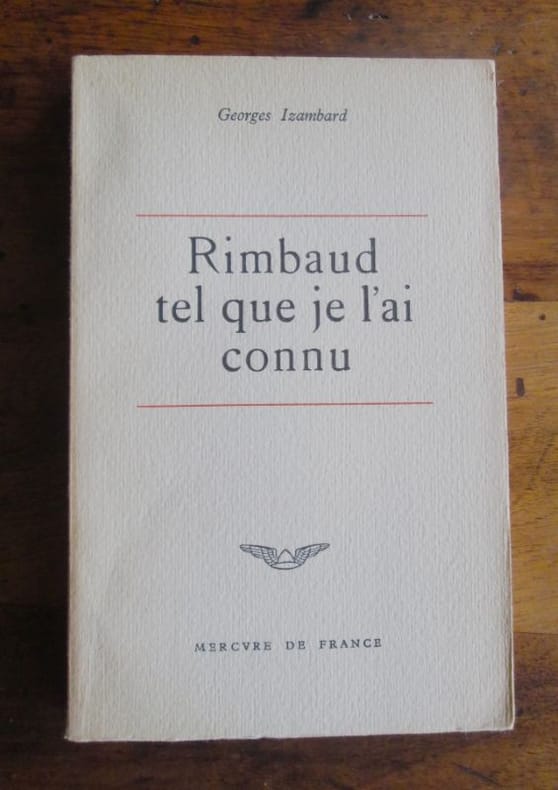 Georges Izambard
Rimbaud
tel que je l'ai
connu
MERCVRE DE FRANCE